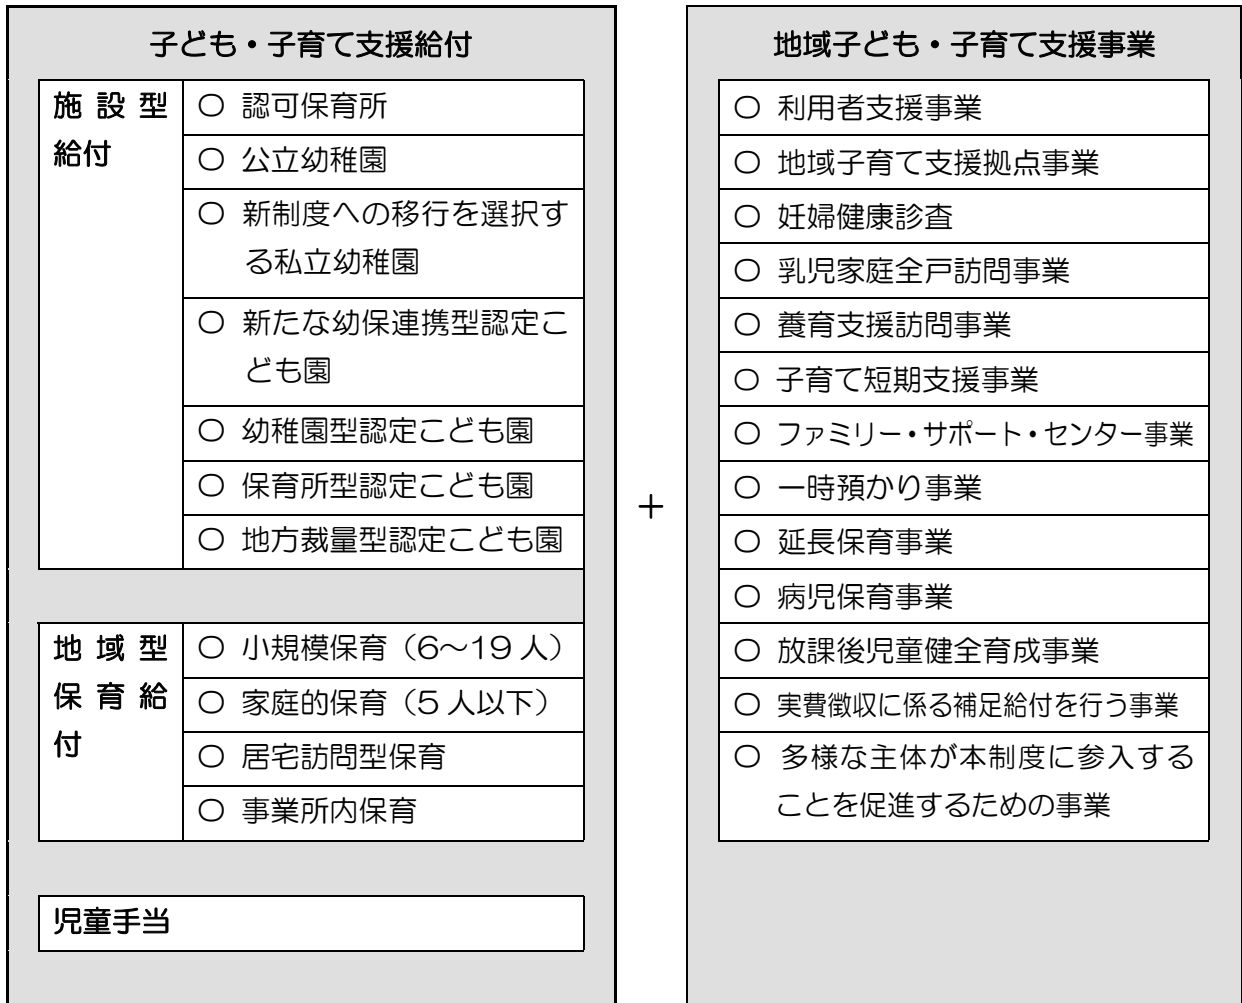 子ども・子育て支援給付
施設型
給付
○ 認可保育所
○ 公立幼稚園
○ 新制度への移行を選択す
る私立幼稚園
○ 新たな幼保連携型認定こ
ども園
○ 幼稚園型認定こども園
○ 保育所型認定こども園
○ 地方裁量型認定こども園
地域型
保育給
付
○ 小規模保育（6～19人）
○ 家庭的保育（5人以下）
○ 居宅訪問型保育
○ 事業所内保育
児童手当
＋
地域子ども・子育て支援事業
○ 利用者支援事業
○ 地域子育て支援拠点事業
○ 妊婦健康診査
○ 乳児家庭全戸訪問事業
○ 養育支援訪問事業
○ 子育て短期支援事業
○ ファミリー・サポート・センター事業
○ 一時預かり事業
○ 延長保育事業
○ 病児保育事業
○ 放課後児童健全育成事業
○ 実費徴収に係る補足給付を行う事業
○ 多様な主体が本制度に参入する
ことを促進するための事業